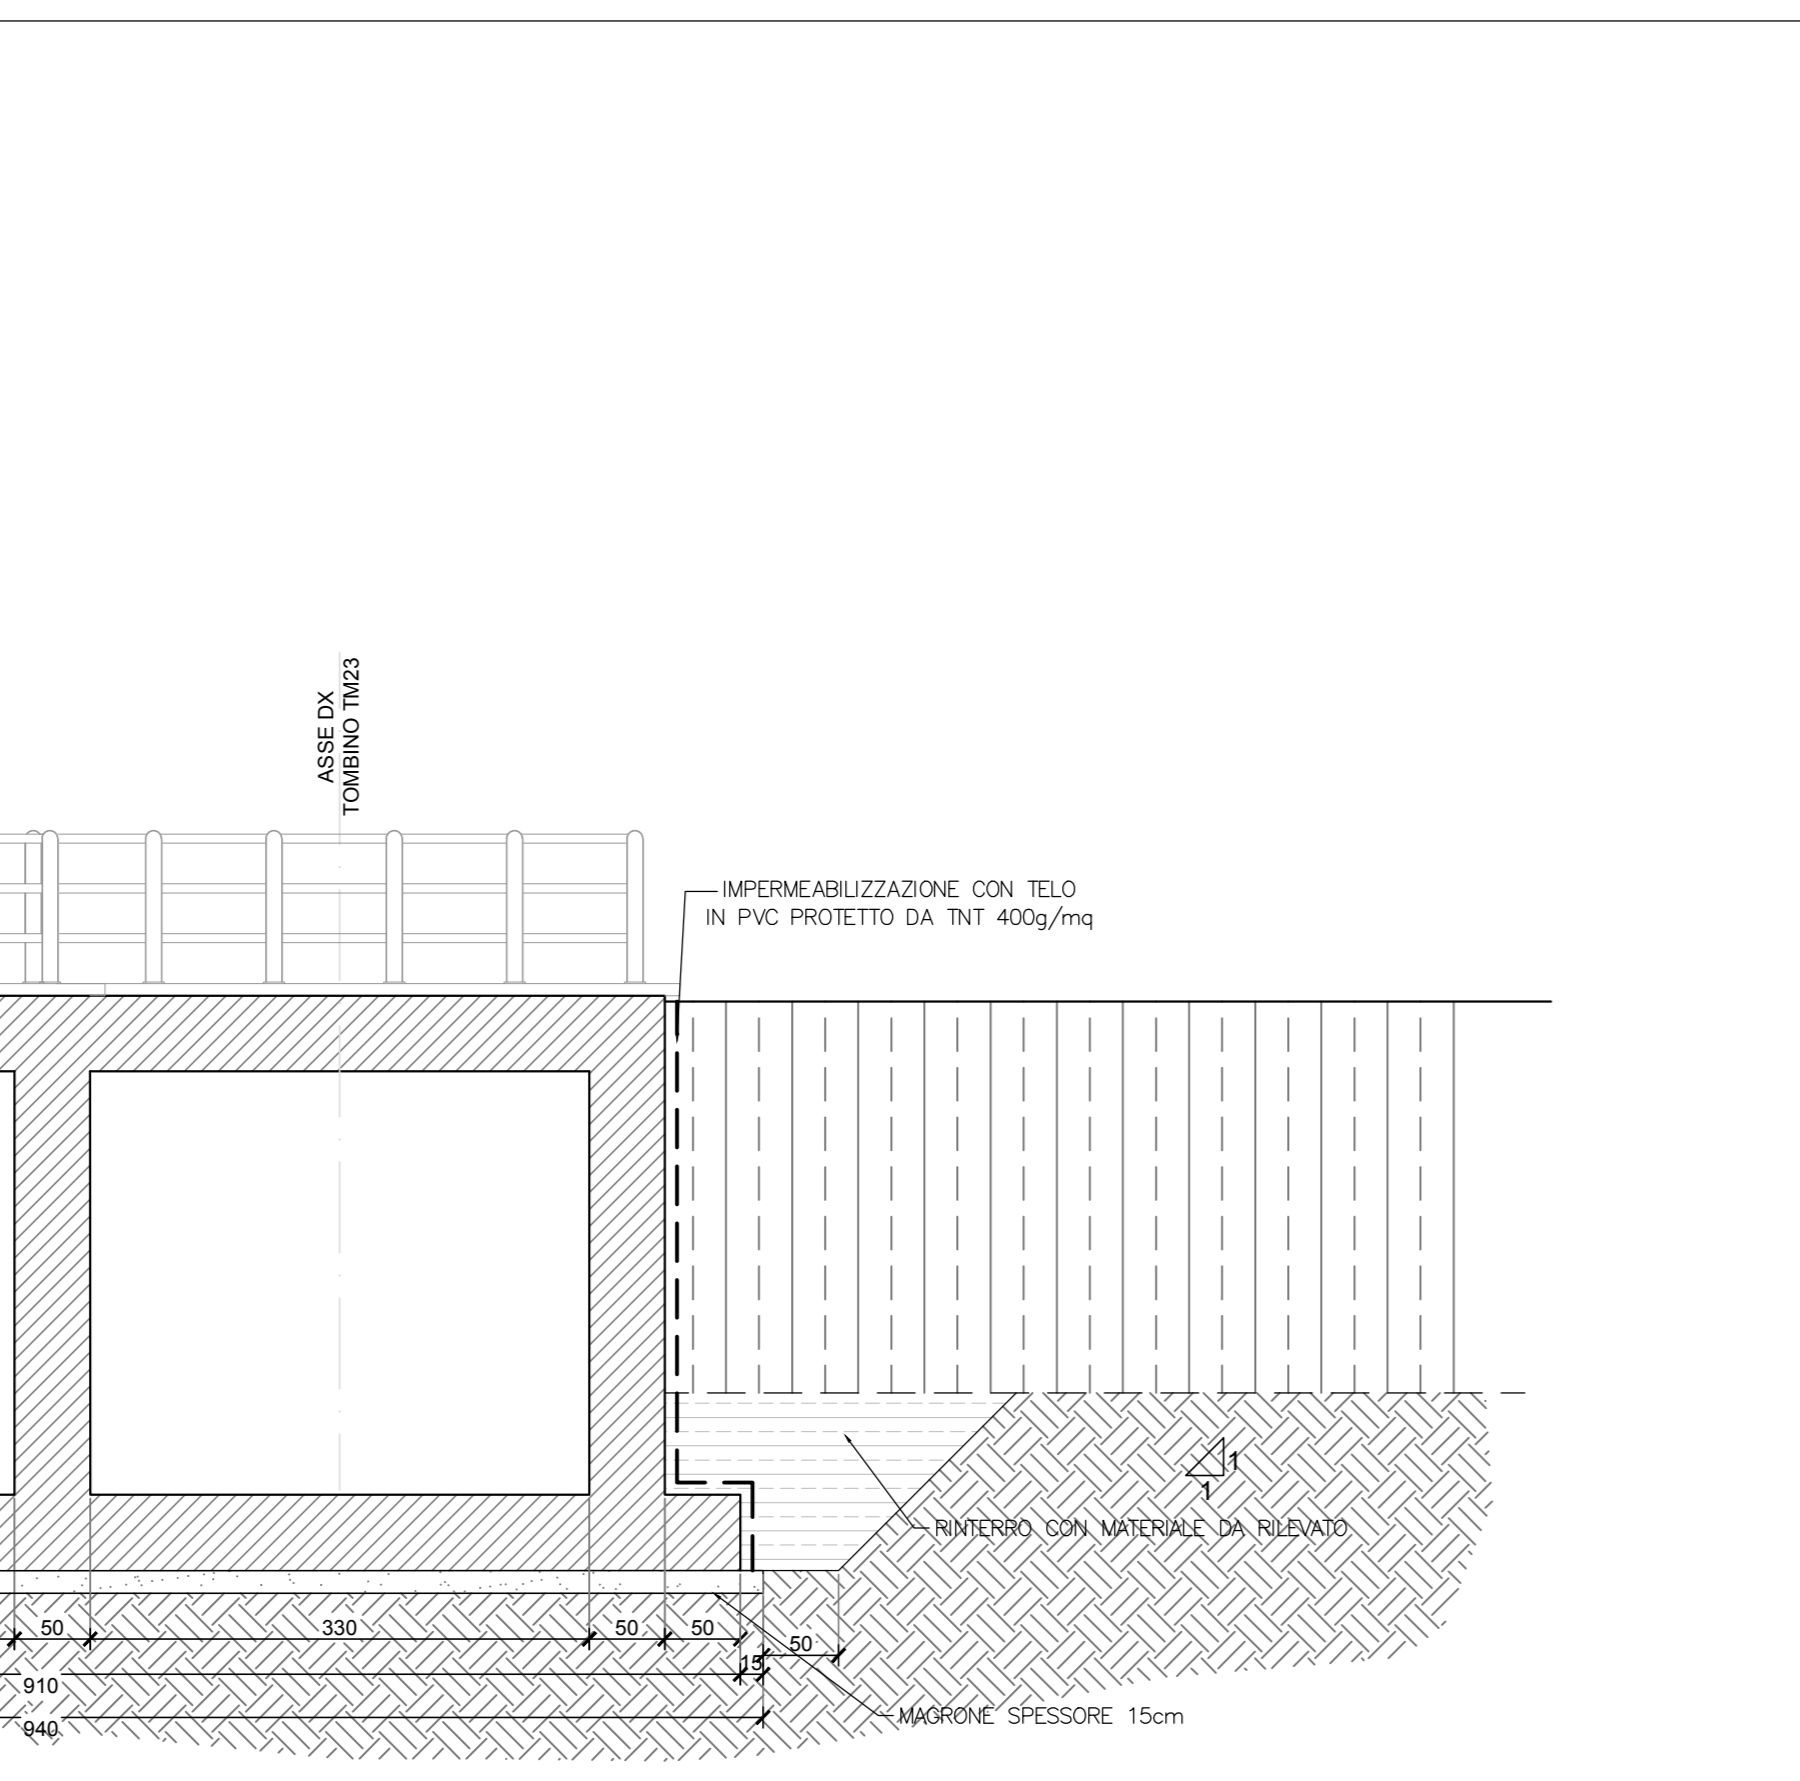 ASSE DX
TOMBINO TM23
IMPERMEABILIZZAZIONE CON TELO
IN PVC PROTETTO DA TNT 400g/mq
1
1
RINTERRO CON MATERIALE DA RILEVATO
50
330
50
50
50
15
910
940
MAGRONE SPESSORE 15cm